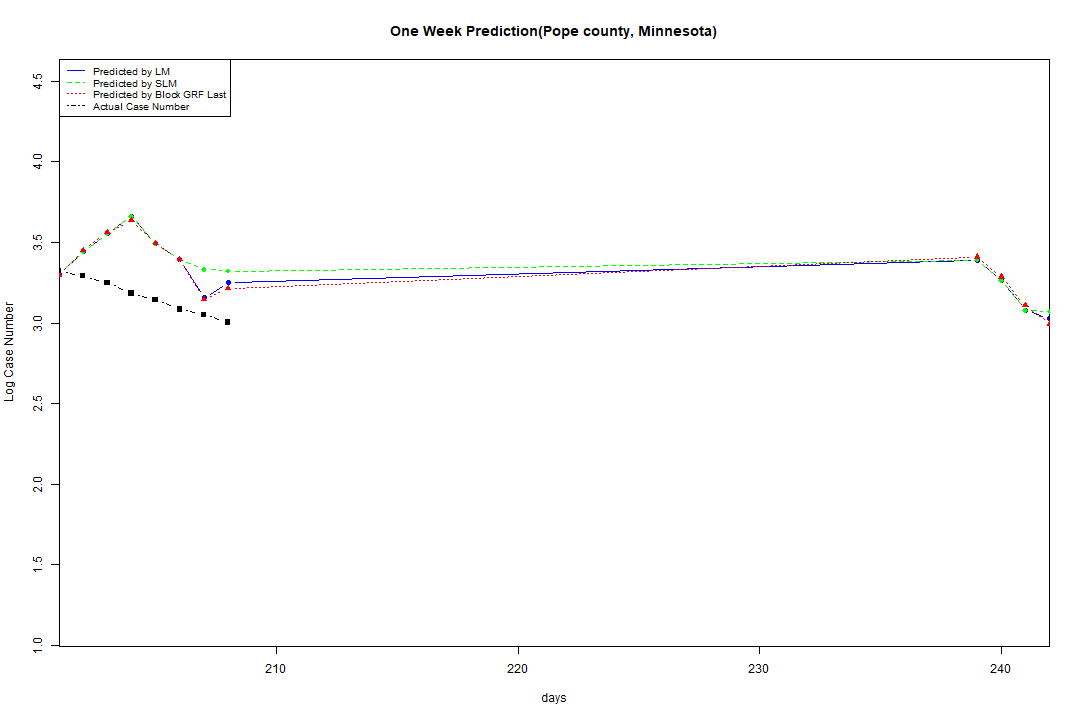 One Week Prediction(Pope county, Minnesota)
Predicted by LM
Predicted by SLM
Predicted by Block GRF Last
Actual Case Number
4.5
4.0
3.5
3.0
2.5
2.0
1.5
1.0
Log Case Number
210 220 230 240
days